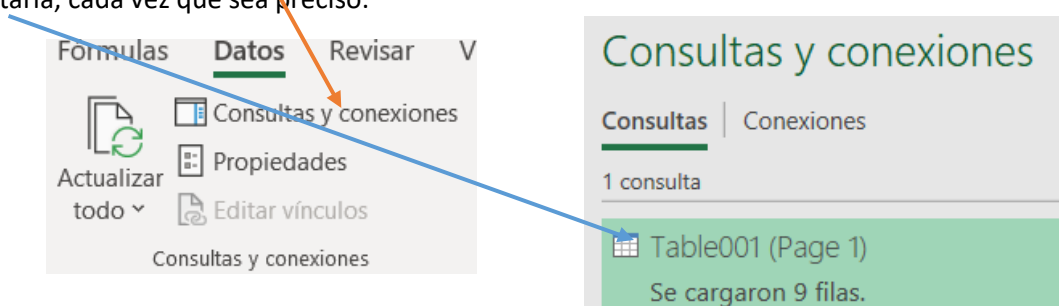 cada vez que sea preciso.
Fórmulas Datos Revisar V
Consultas y conexiones
Propiedades
Actualizar todo
Editar vínculos
Consultas y conexiones
Consultas y conexiones
Consultas | Conexiones
1 consulta
Table001 (Page 1)
Se cargaron 9 filas.